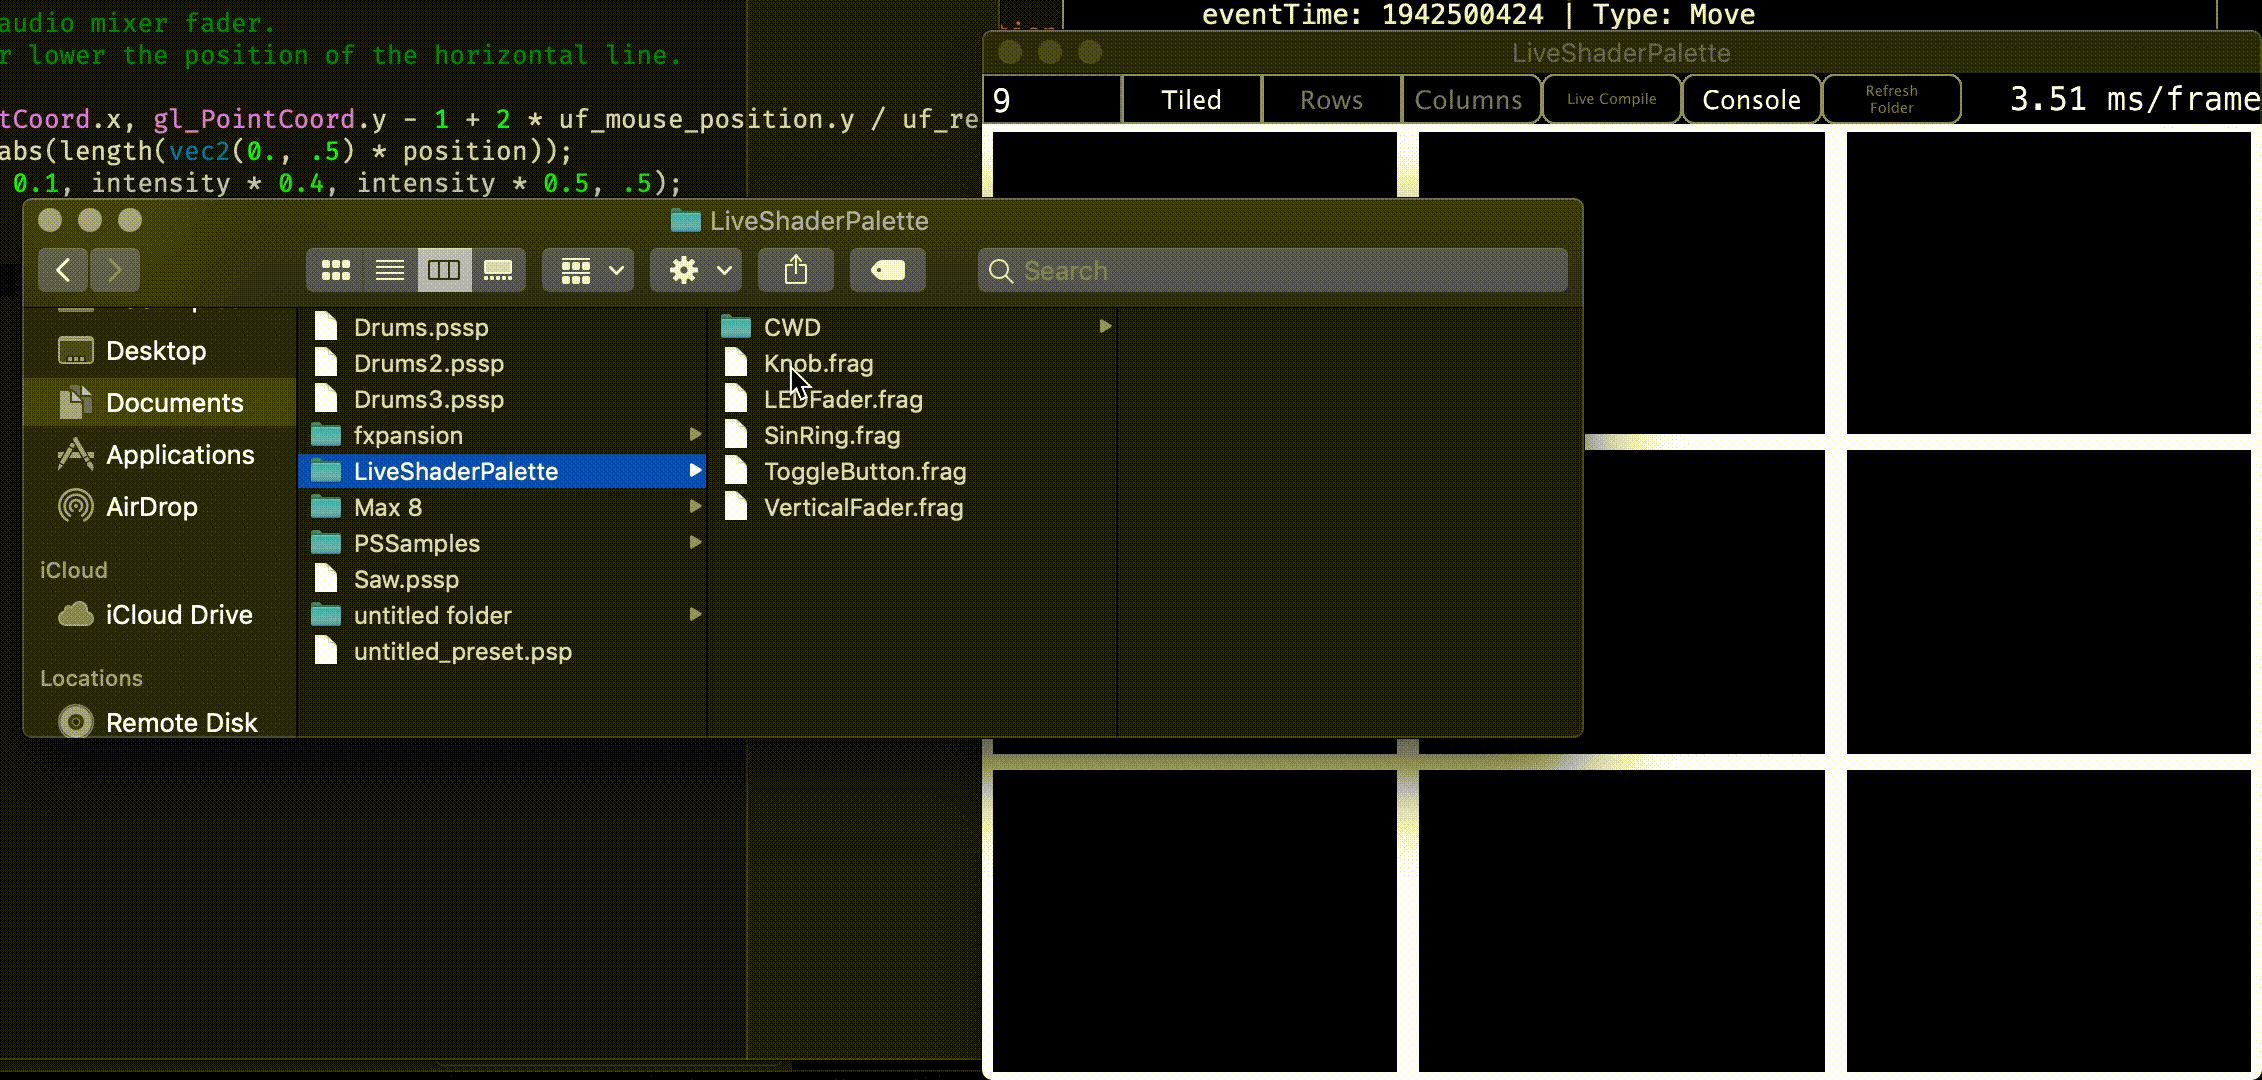 audio mixer fader.
r lower the position of the horizontal line.
tCoord.x, gl_PointCoord.y - 1 + 2 * uf_mouse_position.y / uf_re
abs(length(vec2(0., .5) * position));
0.1, intensity * 0.4, intensity * 0.5, .5);
eventTime: 1942500424 | Type: Move
LiveShaderPalette
9
Tiled
Rows
Columns
Live Compile
Console
Refresh
Folder
3.51 ms/frame
LiveShaderPalette
Search
Desktop
Documents
Applications
AirDrop
iCloud
iCloud Drive
Locations
Remote Disk
Drums.pssp
Drums2.pssp
Drums3.pssp
fxpansion
LiveShaderPalette
Max 8
PSSamples
Saw.pssp
untitled folder
untitled_preset.psp
CWD
Knob.frag
LEDFader.frag
SinRing.frag
ToggleButton.frag
VerticalFader.frag